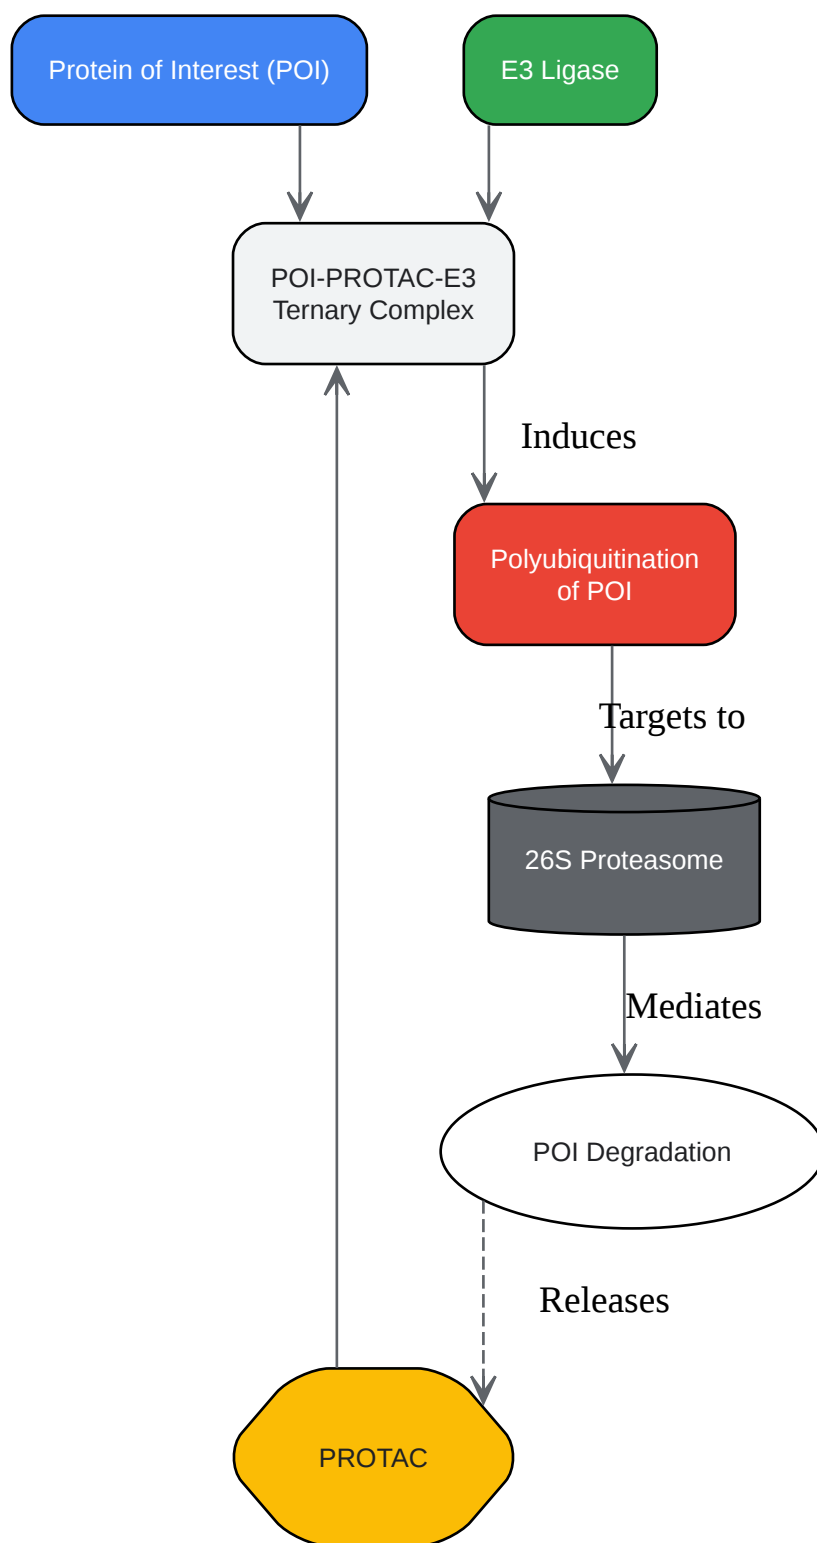 Protein of Interest (POI)
E3 Ligase
POI-PROTAC-E3
Ternary Complex
Induces
Polyubiquitination
of POI
Targets to
26S Proteasome
Mediates
POI Degradation
Releases
PROTAC